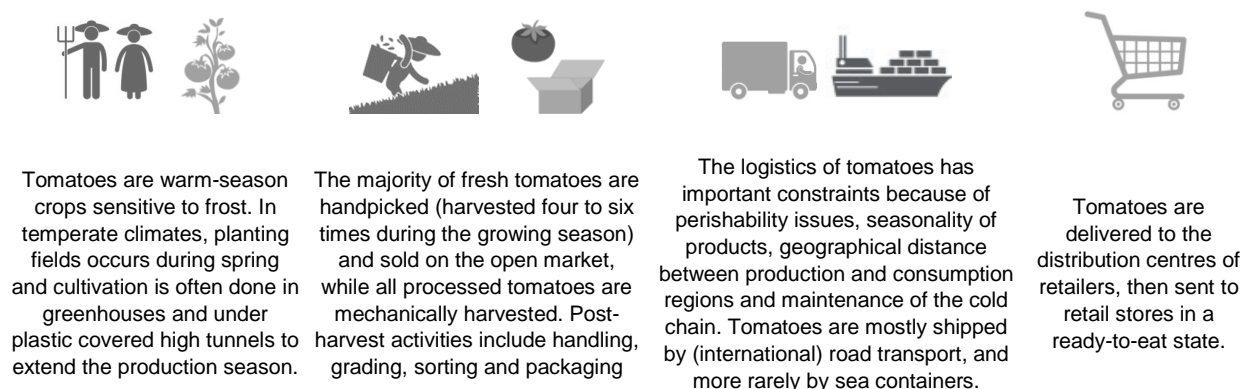 Tomatoes are warm-season
crops sensitive to frost. In
temperate climates, planting
fields occurs during spring
and cultivation is often done in
greenhouses and under
plastic covered high tunnels to
extend the production season.
The majority of fresh tomatoes are
handpicked (harvested four to six
times during the growing season)
and sold on the open market,
while all processed tomatoes are
mechanically harvested. Post-
harvest activities include handling,
grading, sorting and packaging
The logistics of tomatoes has
important constraints because of
perishability issues, seasonality of
products, geographical distance
between production and consumption
regions and maintenance of the cold
chain. Tomatoes are mostly shipped
by (international) road transport, and
more rarely by sea containers.
Tomatoes are
delivered to the
distribution centres of
retailers, then sent to
retail stores in a
ready-to-eat state.